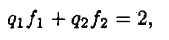 q₁f₁ + q₂f₂ = 2,